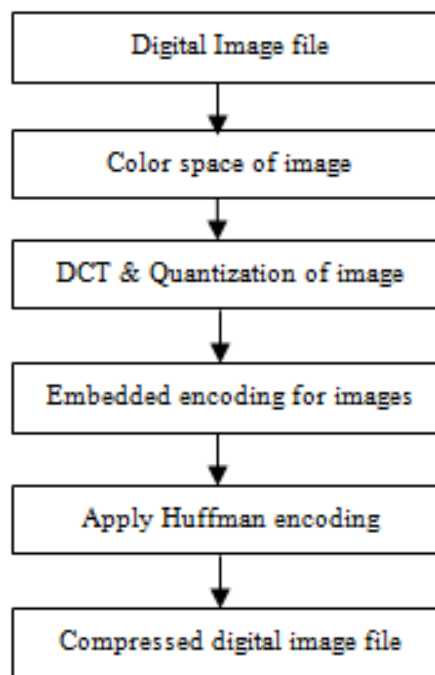 Digital Image file
Color space of image
DCT & Quantization of image
Embedded encoding for images
Apply Huffman encoding
Compressed digital image file